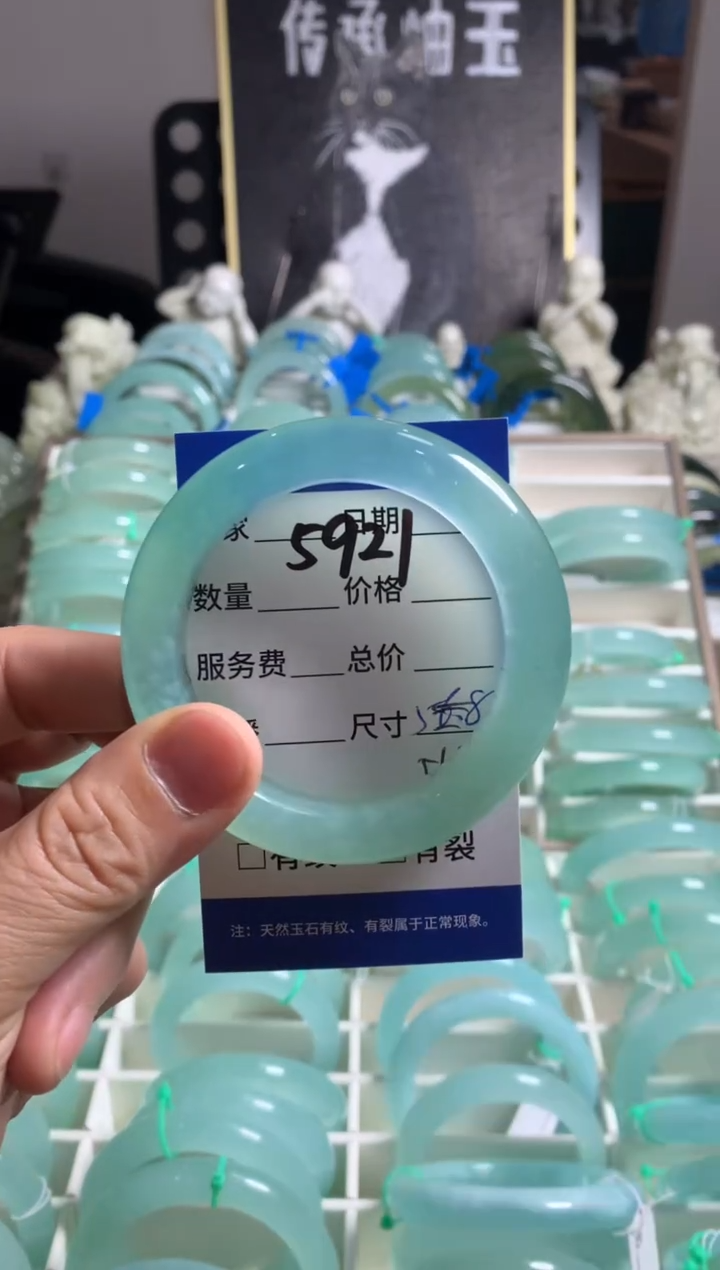 传承岫玉
家 日期
5921
数量 价格
服务费 总价
尺寸
有裂
注：天然玉石有纹、有裂属于正常现象。